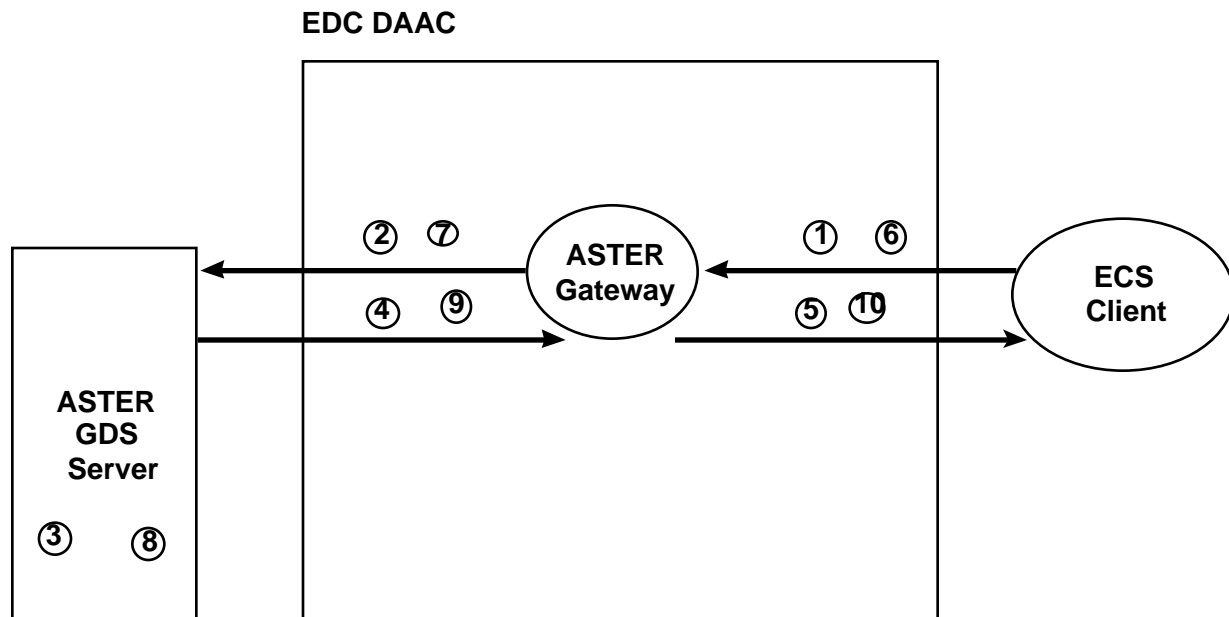 EDC DAAC
2 7
1 6
ASTER
Gateway
ECS
Client
4 9
5 10
ASTER
GDS
Server
3 8